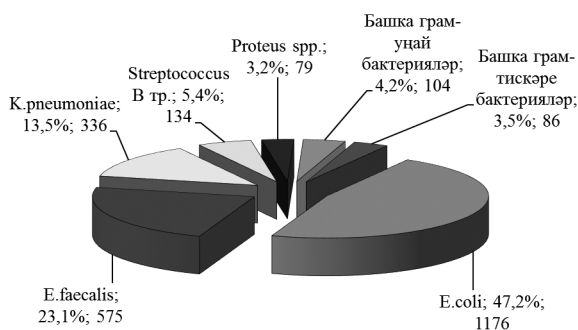 Proteus spp.;
3,2%; 79
Башка грам-
уңай
бактерияләр;
4,2%; 104
Башка грам-
тискәре
бактерияләр;
3,5%; 86
Streptococcus
B тр.; 5,4%;
134
K.pneumoniae;
13,5%; 336
E.faecalis;
23,1%; 575
E.coli; 47,2%;
1176